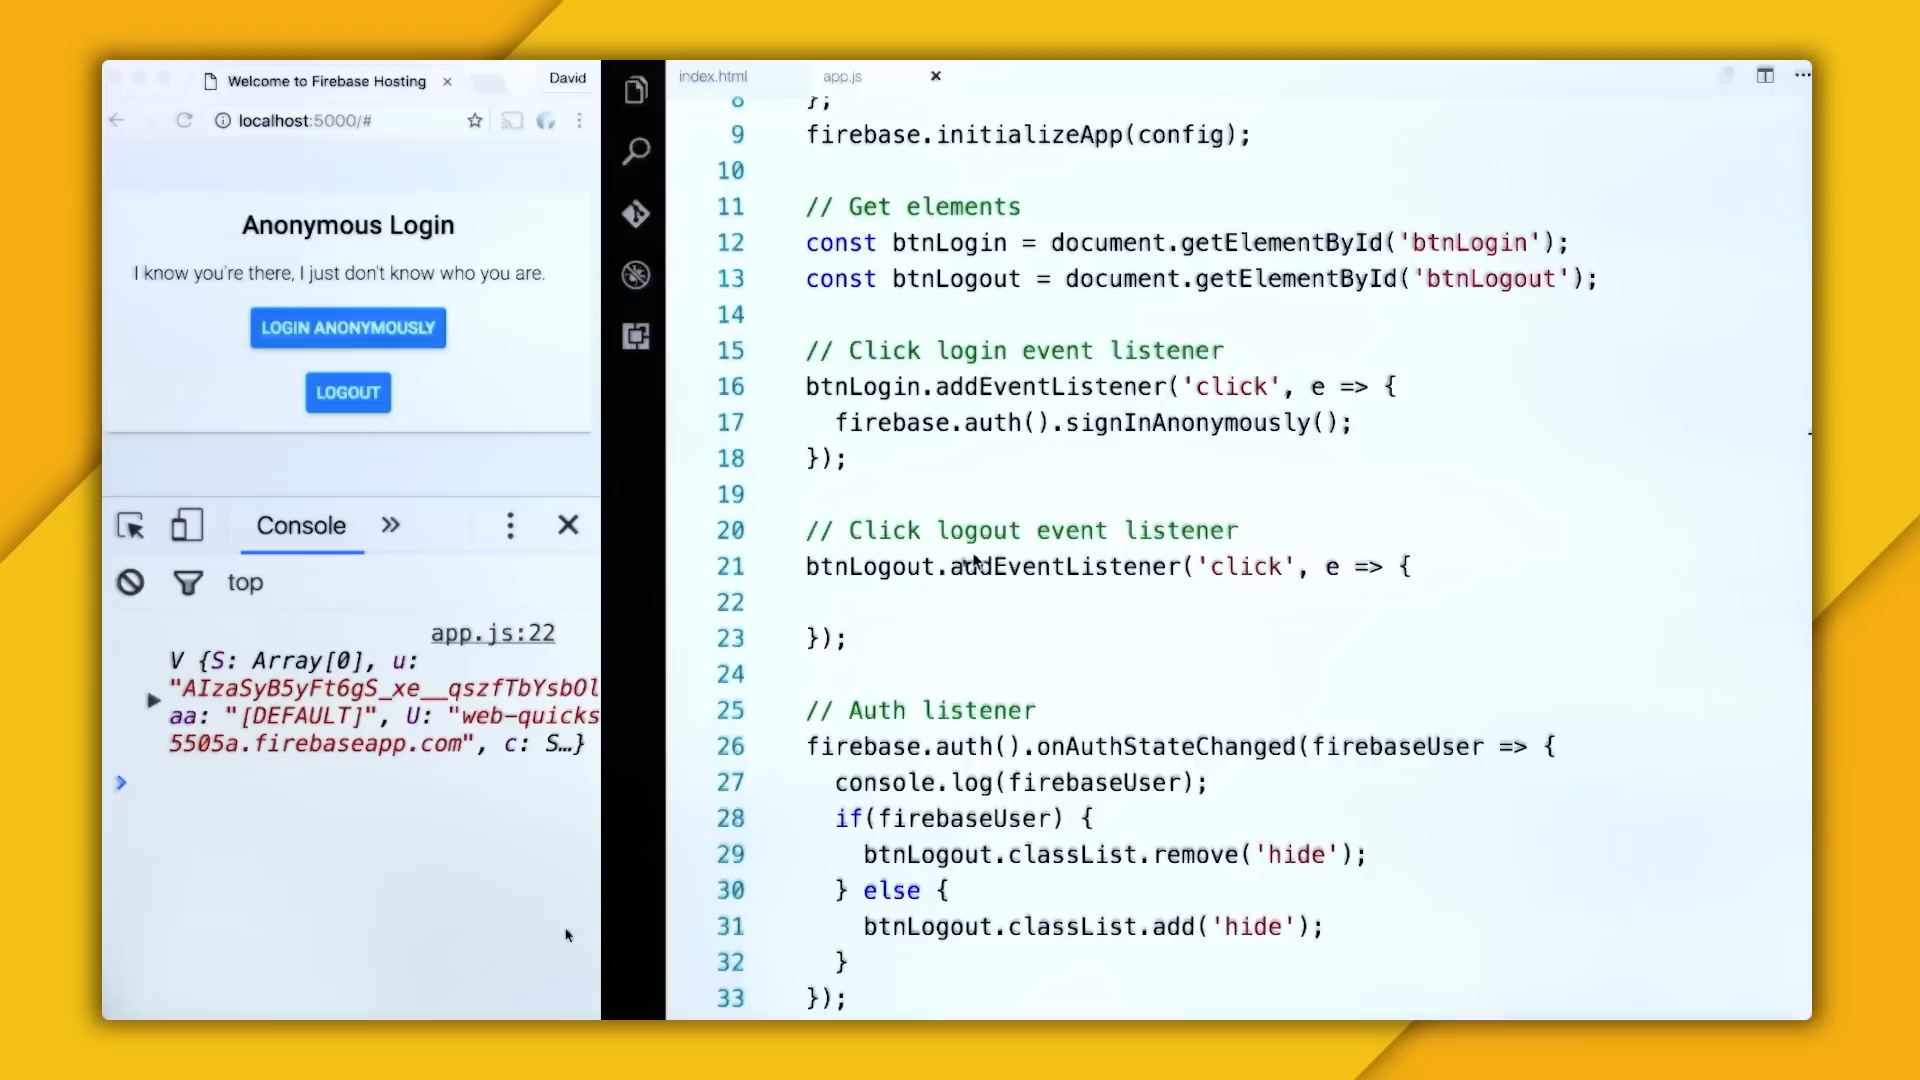 Welcome to Firebase Hosting
David
localhost:5000/#
Anonymous Login
I know you're there, I just don't know who you are.
LOGIN ANONYMOUSLY
LOGOUT
Console
top
app.js:22
V {S: Array[0], u:
"AIzaSyB5yFt6gS_xe__qszfTbYsbOl
aa: "[DEFAULT]", U: "web-quicks
5505a.firebaseapp.com", c: S…}
index.html app.js
8 };
9 firebase.initializeApp(config);
10
11 // Get elements
12 const btnLogin = document.getElementById('btnLogin');
13 const btnLogout = document.getElementById('btnLogout');
14
15 // Click login event listener
16 btnLogin.addEventListener('click', e => {
17 firebase.auth().signInAnonymously();
18 });
19
20 // Click logout event listener
21 btnLogout.addEventListener('click', e => {
22
23 });
24
25 // Auth listener
26 firebase.auth().onAuthStateChanged(firebaseUser => {
27 console.log(firebaseUser);
28 if(firebaseUser) {
29 btnLogout.classList.remove('hide');
30 } else {
31 btnLogout.classList.add('hide');
32 }
33 });